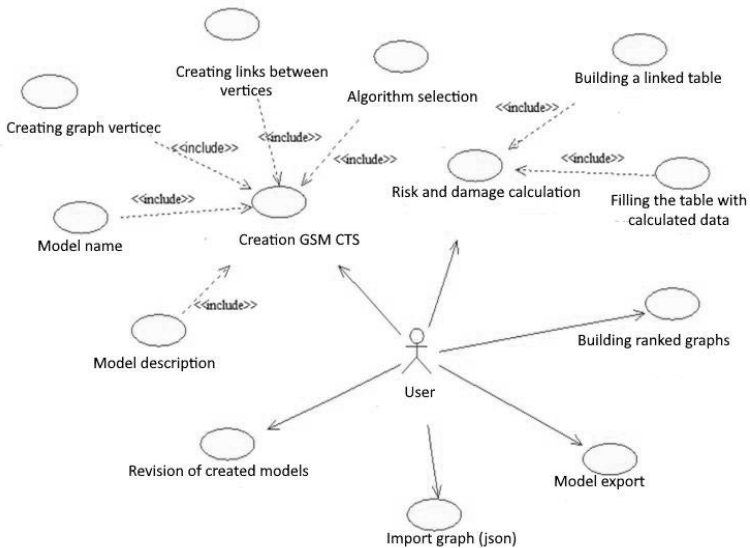 Creating links between
vertices
Building a linked table
Algorithm selection
<<include>>
Creating graph verticec
<<include>>
<<include>>
<<include>>
<<include>>
Risk and damage calculation
<<include>>
Filling the table with
calculated data
Model name
Creation GSM CTS
<<include>>
Model description
Building ranked graphs
User
Revision of created models
Model export
Import graph (json)